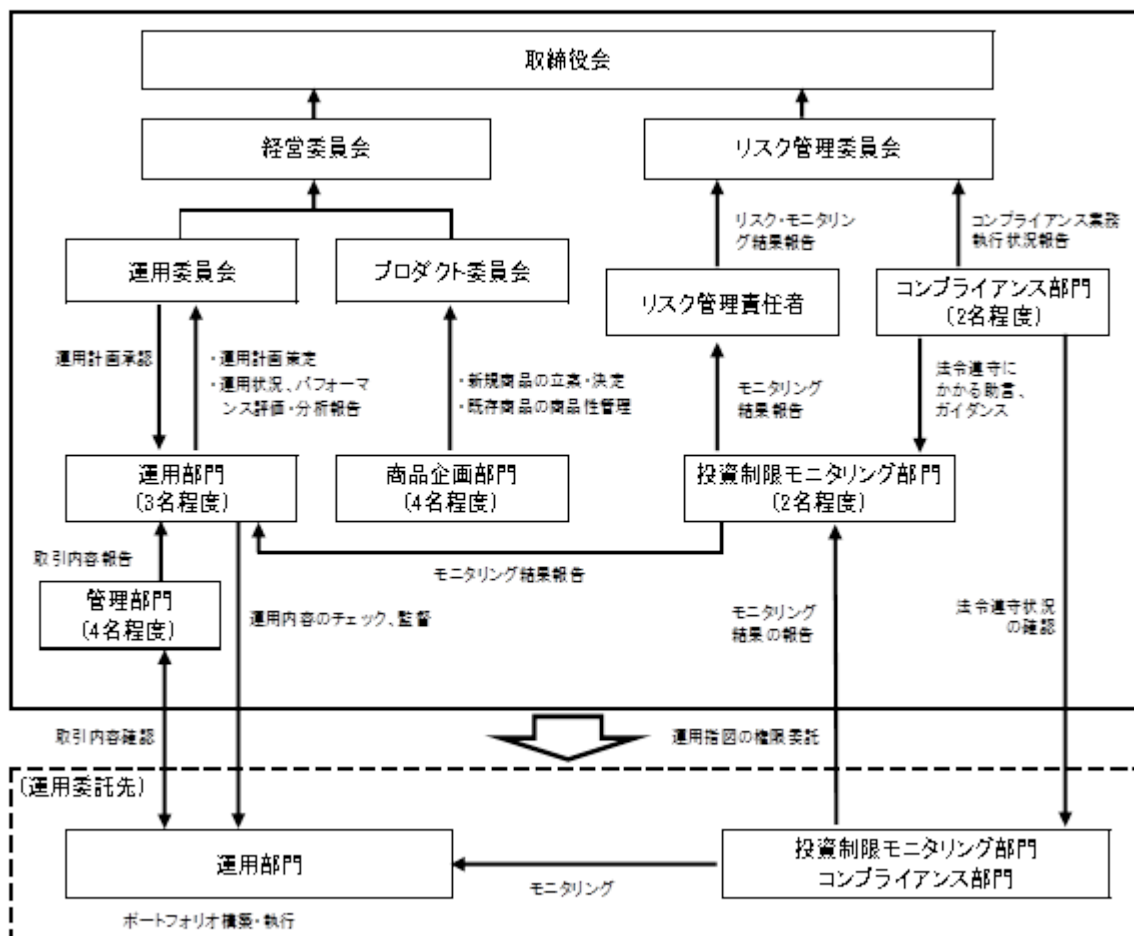 取締役会
経営委員会
リスク管理委員会
リスク・モニタリン
グ結果報告
コンプライアンス業務
執行状況報告
運用委員会
プロダクト委員会
リスク管理責任者
コンプライアンス部門
(2名程度)
運用計画承認
・運用計画策定
・運用状況、パフォーマ
ンス評価・分析報告
・新規商品の立案・決定
・既存商品の商品性管理
モニタリング
結果報告
法令遵守に
かかる助言、
ガイダンス
運用部門
(3名程度)
商品企画部門
(4名程度)
投資制限モニタリング部門
(2名程度)
取引内容報告
モニタリング結果報告
管理部門
(4名程度)
運用内容のチェック、監督
モニタリング
結果の報告
法令遵守状況
の確認
取引内容確認
運用指図の権限委託
(運用委託先)
運用部門
モニタリング
投資制限モニタリング部門
コンプライアンス部門
ポートフォリオ構築・執行